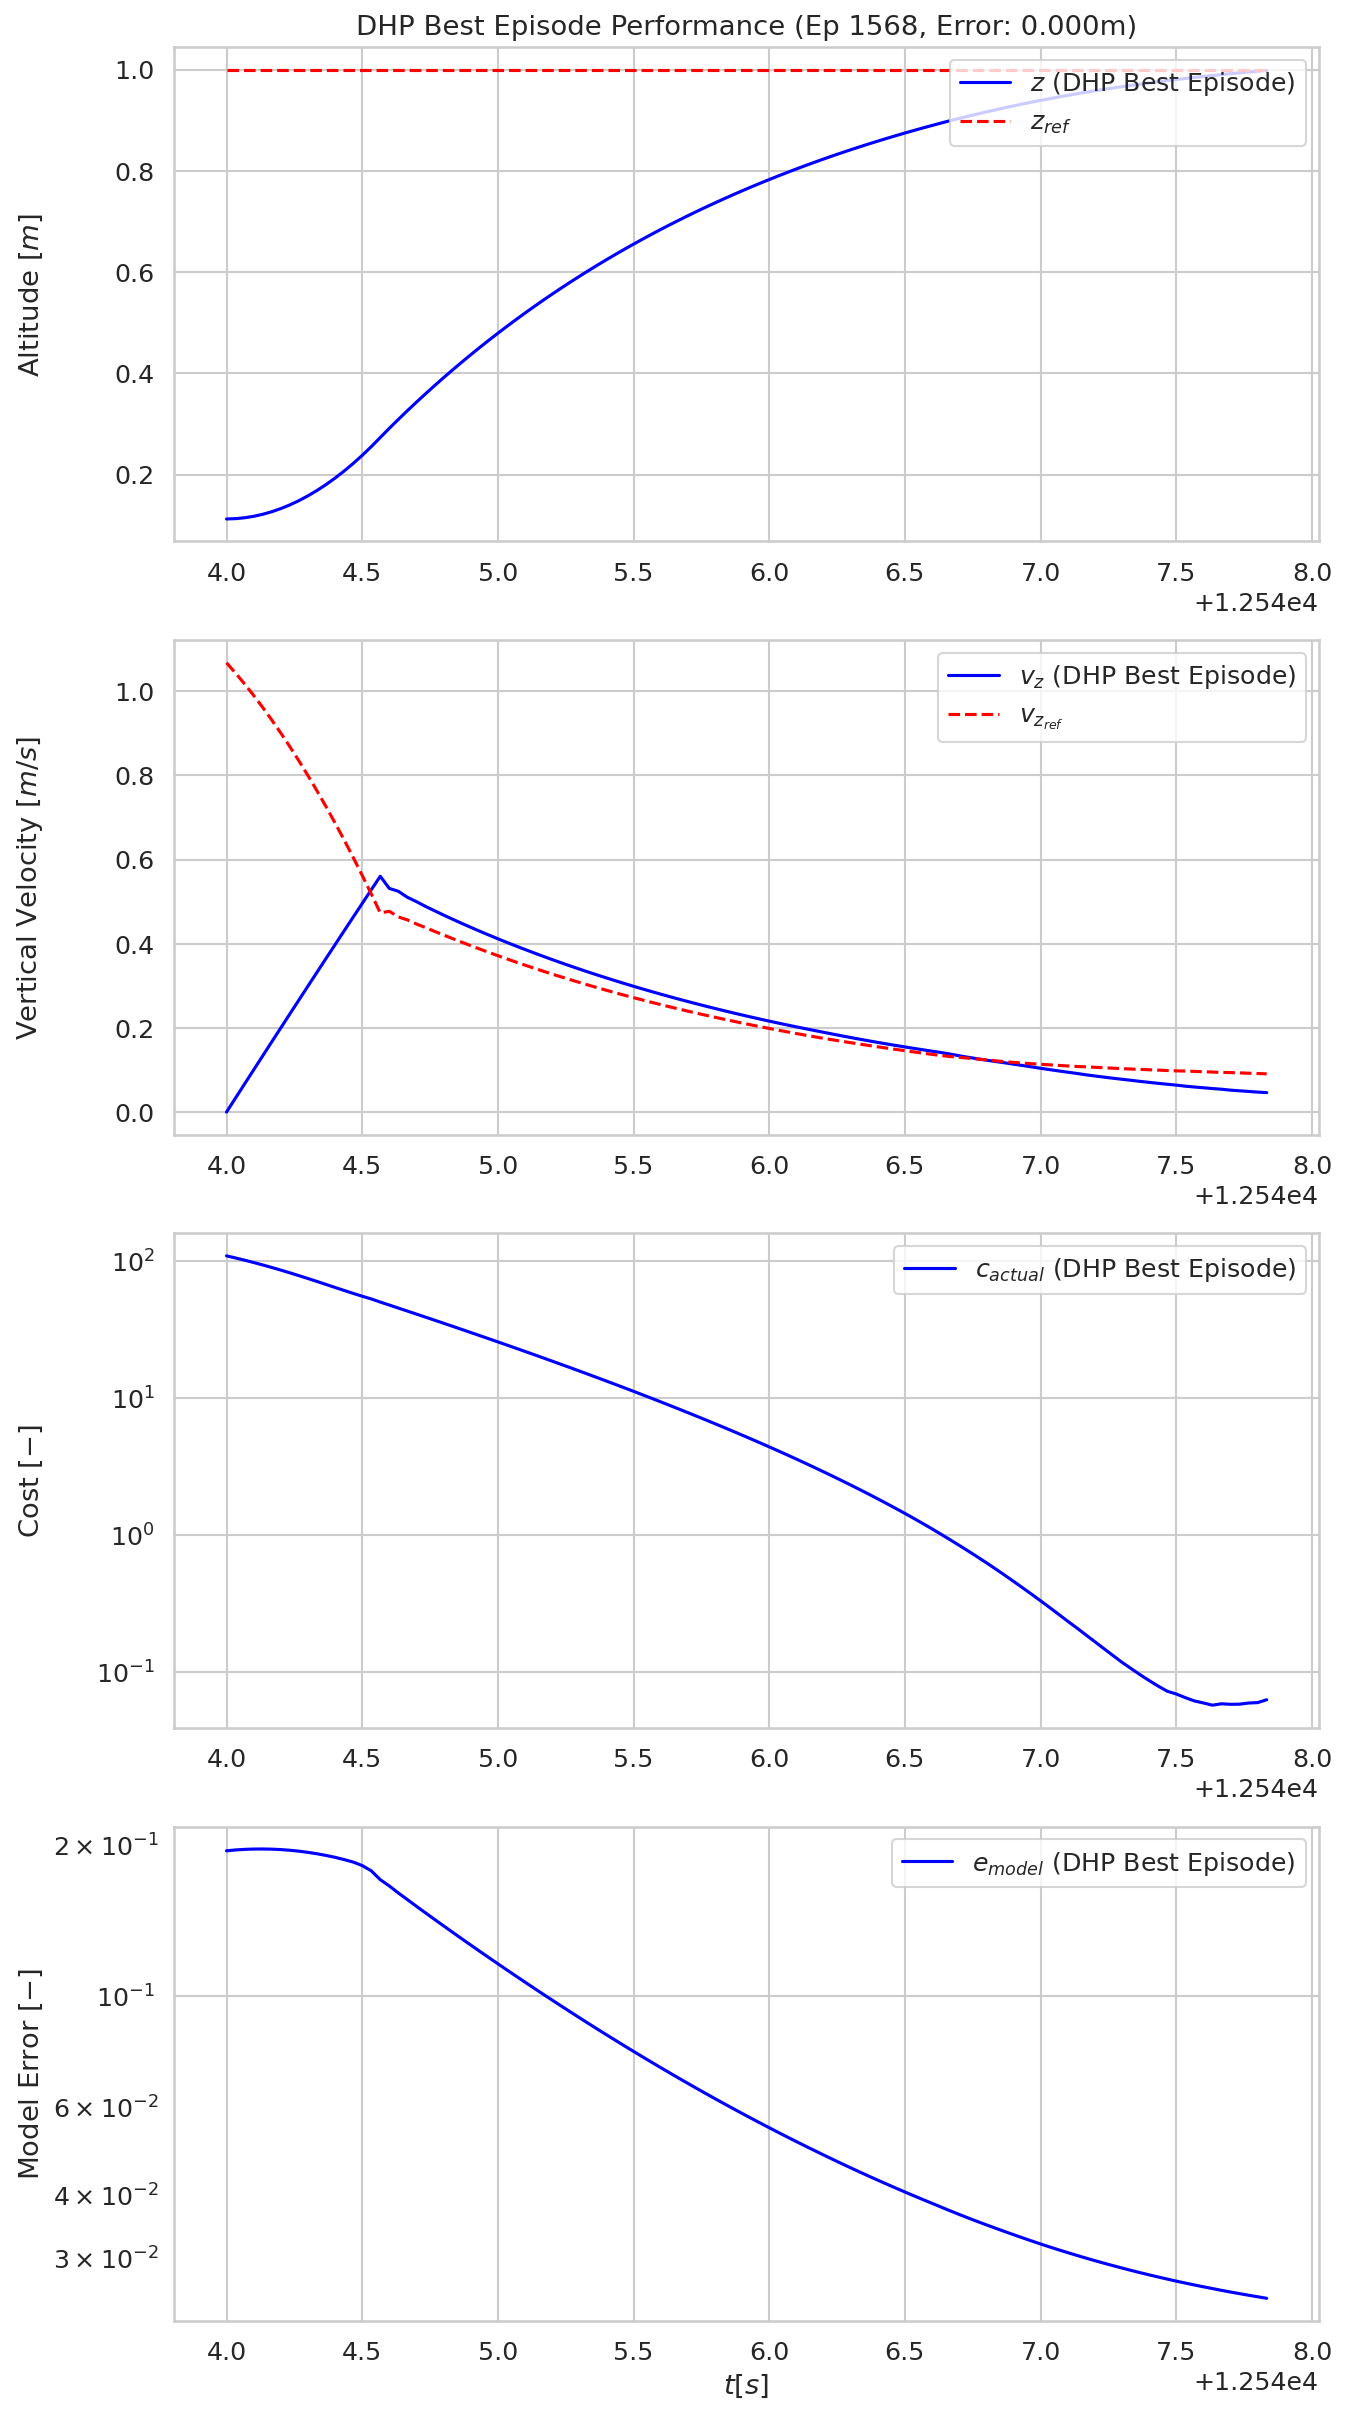 DHP Best Episode Performance (Ep 1568, Error: 0.000m)
Altitude [m]
1.0
0.8
0.6
0.4
0.2
z (DHP Best Episode)
z_ref
4.0 4.5 5.0 5.5 6.0 6.5 7.0 7.5 8.0
+1.254e4
Vertical Velocity [m/s]
1.0
0.8
0.6
0.4
0.2
0.0
v_z (DHP Best Episode)
v_{z_{ref}}
4.0 4.5 5.0 5.5 6.0 6.5 7.0 7.5 8.0
+1.254e4
Cost [−]
10^2
10^1
10^0
10^{−1}
c_{actual} (DHP Best Episode)
4.0 4.5 5.0 5.5 6.0 6.5 7.0 7.5 8.0
+1.254e4
Model Error [−]
2 × 10^{−1}
10^{−1}
6 × 10^{−2}
4 × 10^{−2}
3 × 10^{−2}
e_{model} (DHP Best Episode)
4.0 4.5 5.0 5.5 6.0 6.5 7.0 7.5 8.0
+1.254e4
t[s]